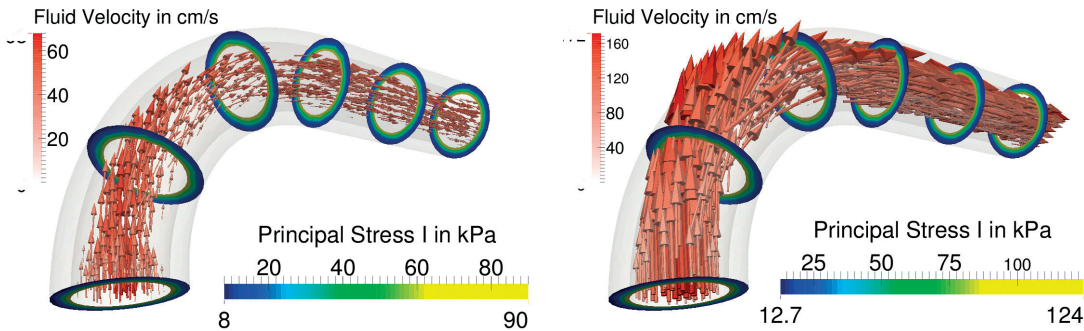 Fluid Velocity in cm/s
60
40
20
Principal Stress I in kPa
20 40 60 80
8 90
Fluid Velocity in cm/s
160
120
80
40
Principal Stress I in kPa
25 50 75 100
12.7 124